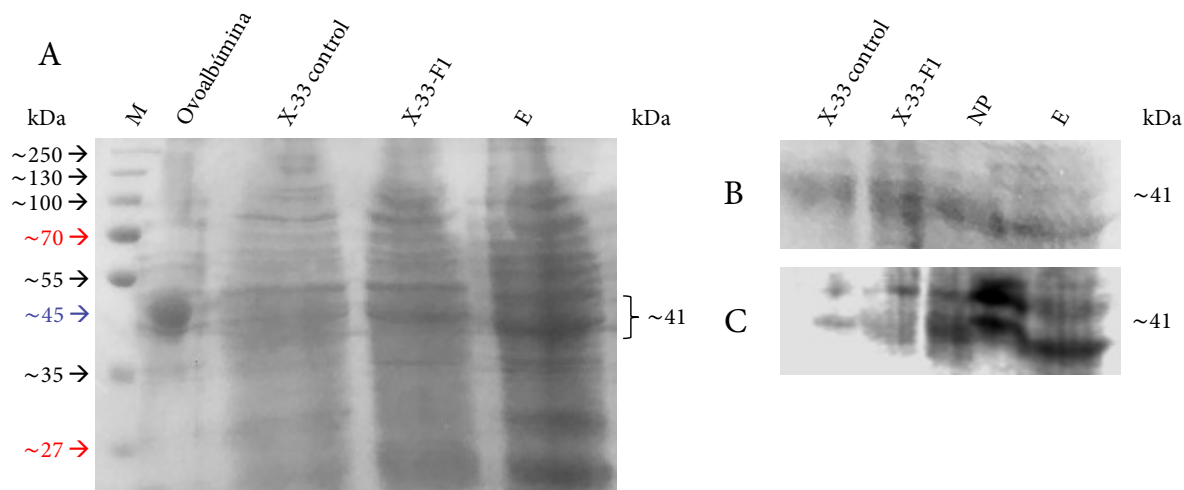 A
kDa
M
Ovoalbúmina
X-33 control
X-33-F1
E
kDa
~250 →
~130 →
~100 →
~70 →
~55 →
~45 →
~35 →
~27 →
~41
X-33 control
X-33-F1
NP
E
kDa
B
~41
C
~41